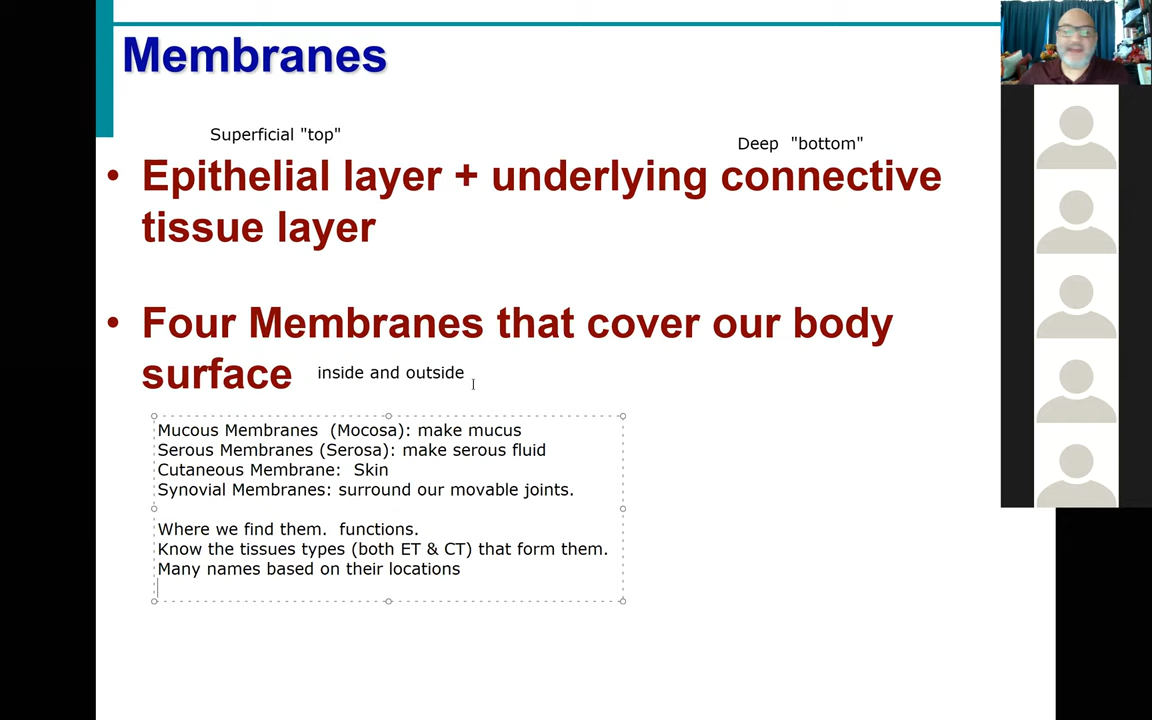 Membranes
Superficial "top"
Deep  "bottom"
• Epithelial layer + underlying connective
tissue layer
• Four Membranes that cover our body
surface
inside and outside
Mucous Membranes  (Mocosa): make mucus
Serous Membranes (Serosa): make serous fluid
Cutaneous Membrane:  Skin
Synovial Membranes: surround our movable joints.
Where we find them.  functions.
Know the tissues types (both ET & CT) that form them.
Many names based on their locations